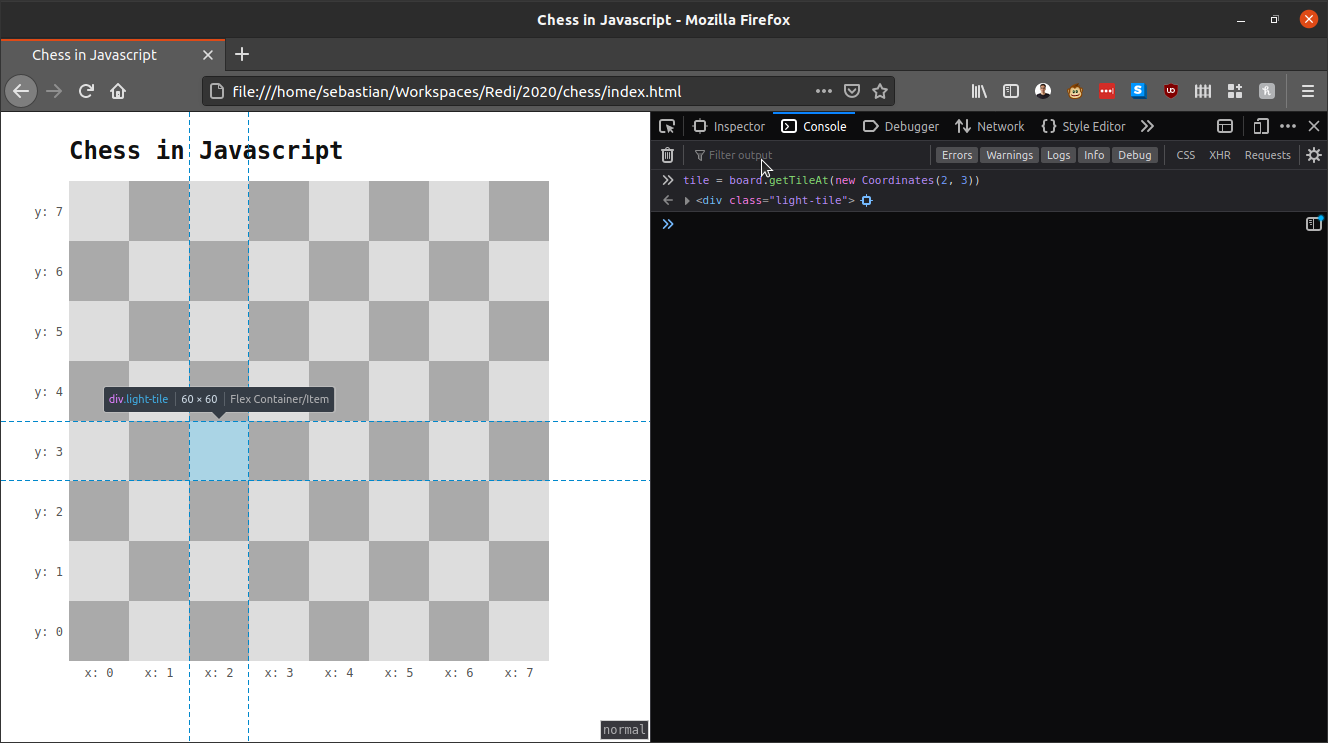 Chess in Javascript - Mozilla Firefox
Chess in Javascript
file:///home/sebastian/Workspaces/Redi/2020/chess/index.html
Inspector Console Debugger Network Style Editor
Filter output Errors Warnings Logs Info Debug CSS XHR Requests
tile = board.getTileAt(new Coordinates(2, 3))
<div class="light-tile">
Chess in Javascript
y: 7
y: 6
y: 5
y: 4
div.light-tile 60 × 60 Flex Container/Item
y: 3
y: 2
y: 1
y: 0
x: 0 x: 1 x: 2 x: 3 x: 4 x: 5 x: 6 x: 7
normal